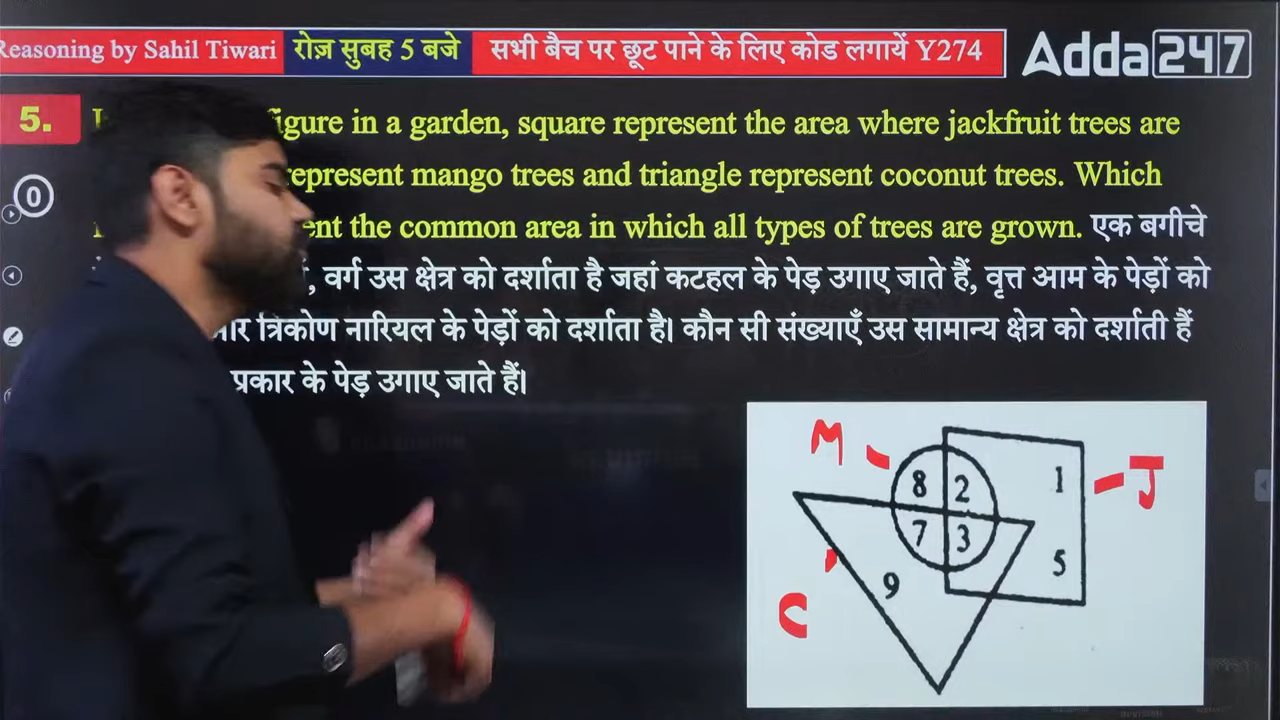 Reasoning by Sahil Tiwari रोज़ सुबह 5 बजे सभी बैच पर छूट पाने के लिए कोड लगायें Y274 Adda247
5. figure in a garden, square represent the area where jackfruit trees are
0 represent mango trees and triangle represent coconut trees. Which
the common area in which all types of trees are grown. एक बगीचे
, वर्ग उस क्षेत्र को दर्शाता है जहां कटहल के पेड़ उगाए जाते हैं, वृत्त आम के पेड़ों को
त्रिकोण नारियल के पेड़ों को दर्शाता है। कौन सी संख्याएँ उस सामान्य क्षेत्र को दर्शाती हैं
प्रकार के पेड़ उगाए जाते हैं।
M
8 2 1 J
7 3 5
9
C